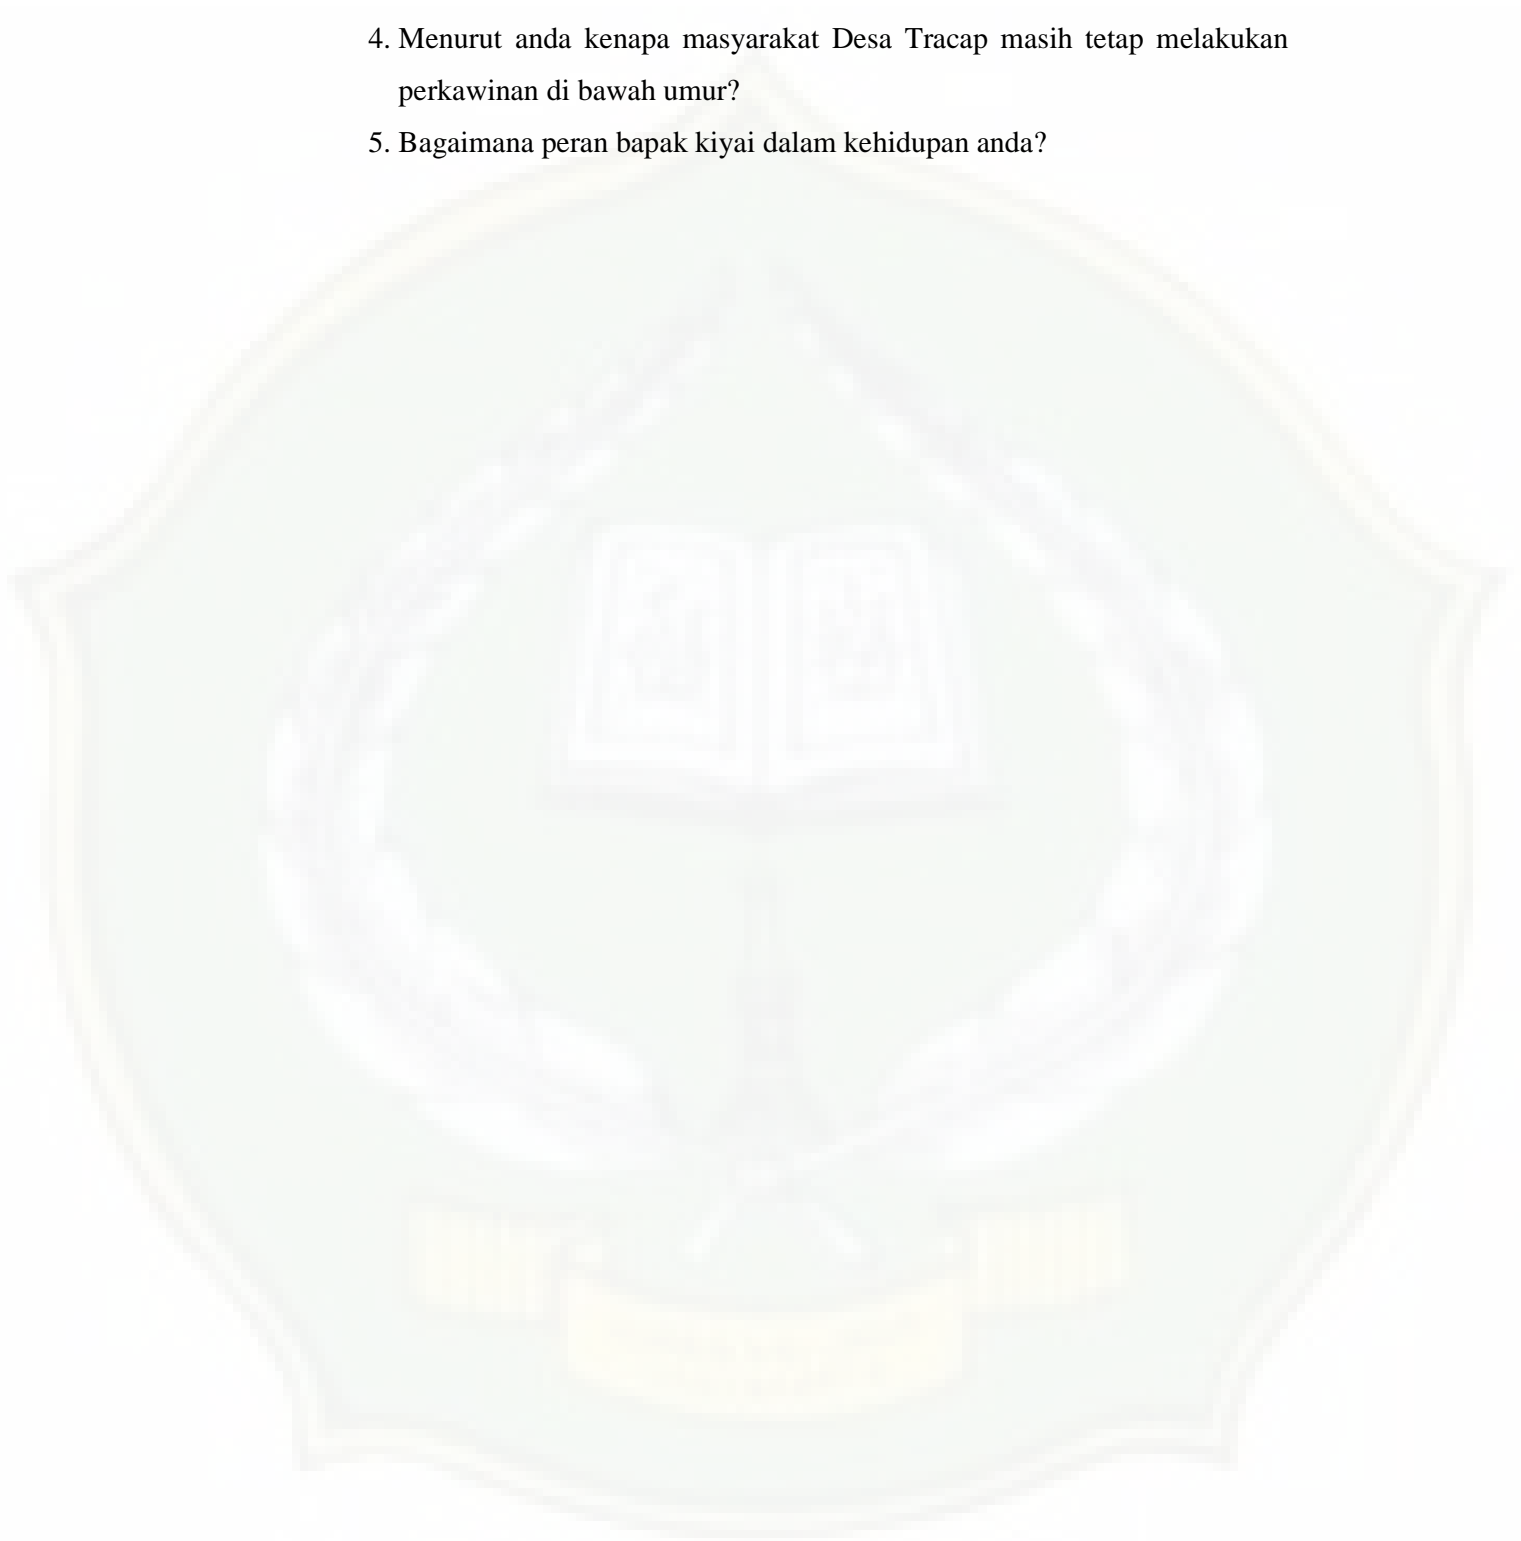 4. Menurut anda kenapa masyarakat Desa Tracap masih tetap melakukan
perkawinan di bawah umur?
5. Bagaimana peran bapak kiyai dalam kehidupan anda?